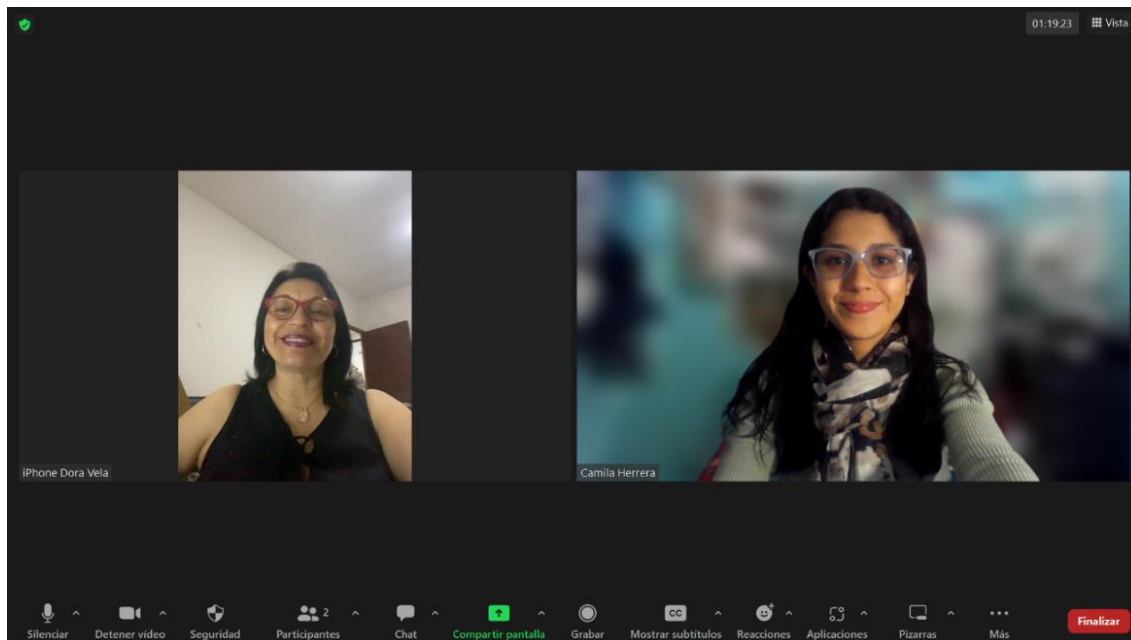 01:19:23 Vista
iPhone Dora Vela
Camila Herrera
CC
2
Silenciar Detener vídeo Seguridad Participantes Chat Compartir pantalla Grabar Mostrar subtítulos Reacciones Aplicaciones Pizarras Más Finalizar